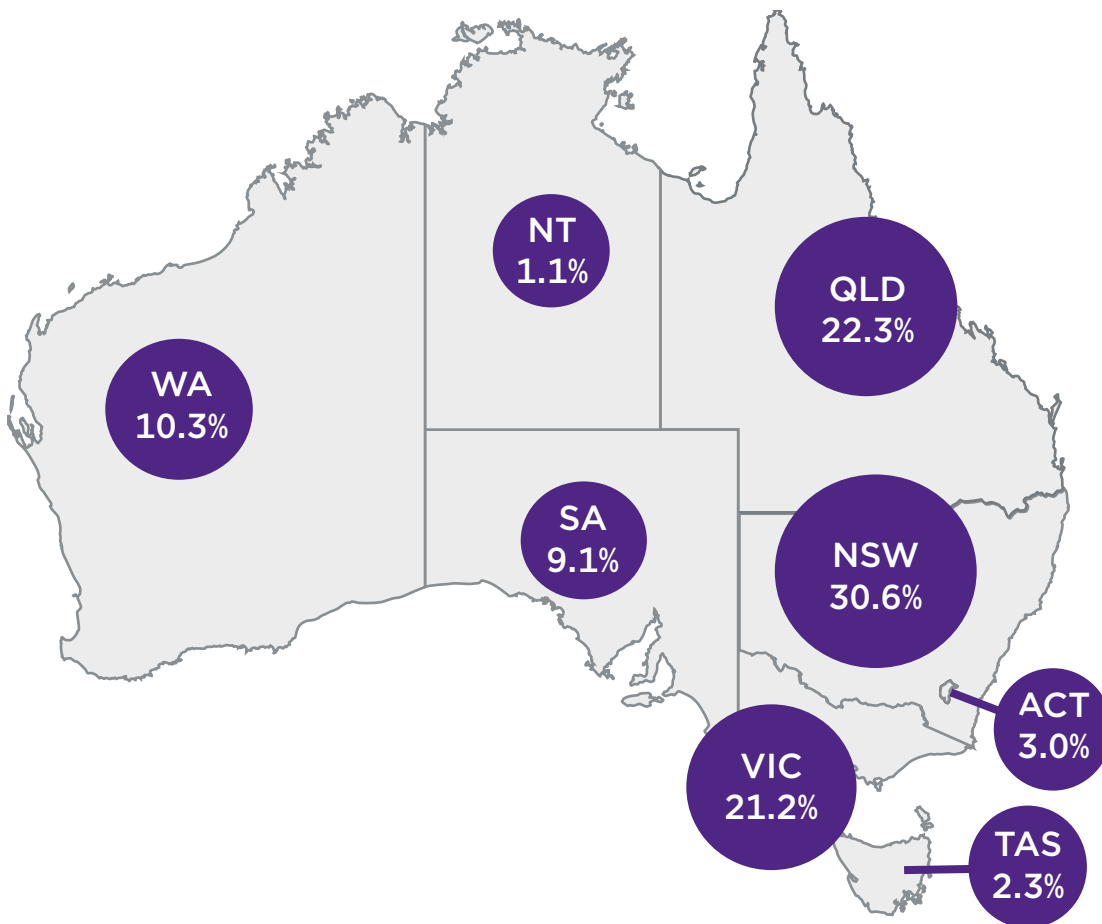 NT
1.1%
QLD
22.3%
WA
10.3%
SA
9.1%
NSW
30.6%
ACT
3.0%
VIC
21.2%
TAS
2.3%